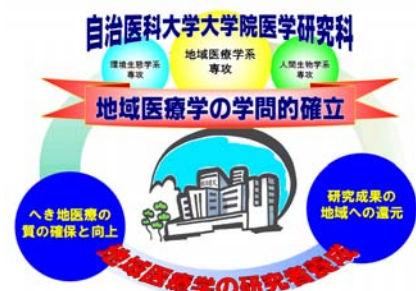 自治医科大学大学院医学研究科
環境生態学系
専攻
地域医療学系
専攻
人間生物学系
専攻
地域医療学の学問的確立
へき地医療の
質の確保と向上
研究成果の
地域への還元
地域医療学の研究者養成